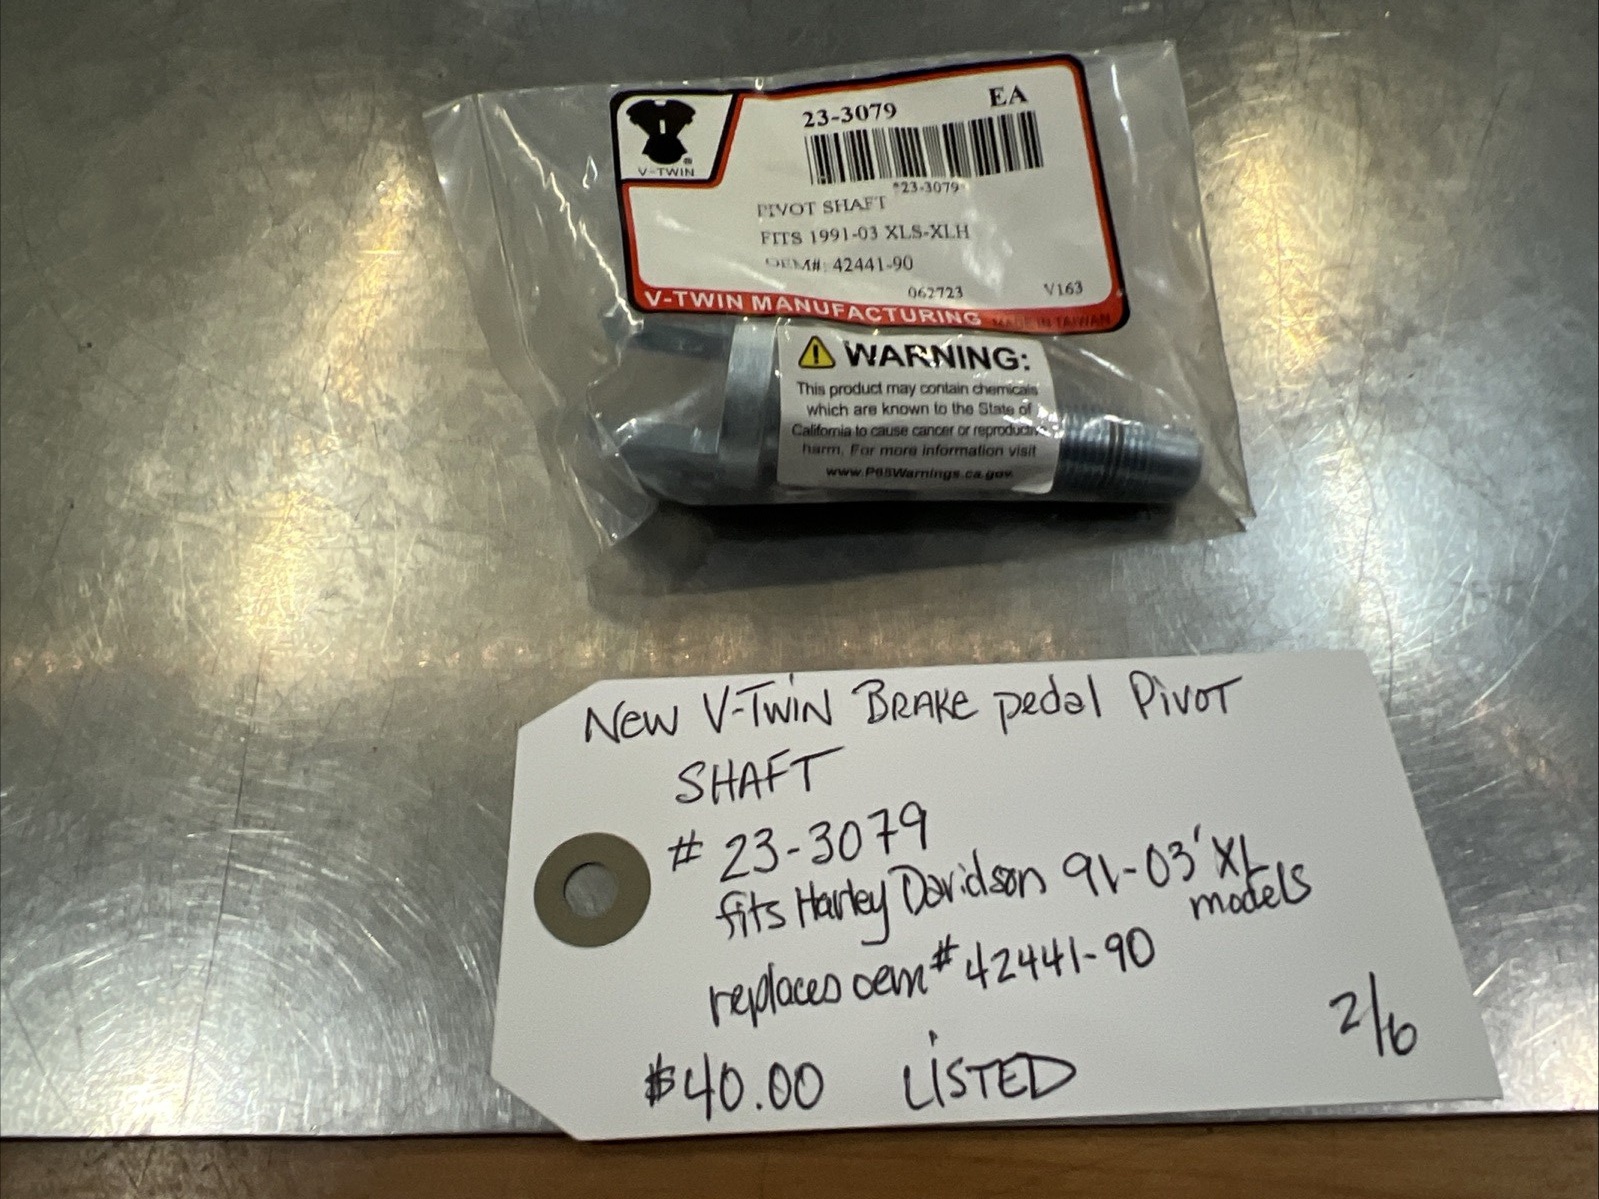 23-3079 EA
V-TWIN ®
*23-3079*
PIVOT SHAFT
FITS 1991-03 XLS-XLH
OEM#: 42441-90
062723 V163
V-TWIN MANUFACTURING MADE IN TAIWAN
WARNING:
This product may contain chemicals
which are known to the State of
California to cause cancer or reproductive
harm. For more information visit
www.P65Warnings.ca.gov
New V-Twin Brake pedal Pivot
SHAFT
# 23-3079
fits Harley Davidson 91-03' XL
models
replaces oem# 42441-90
2/6
$40.00 LiSTED